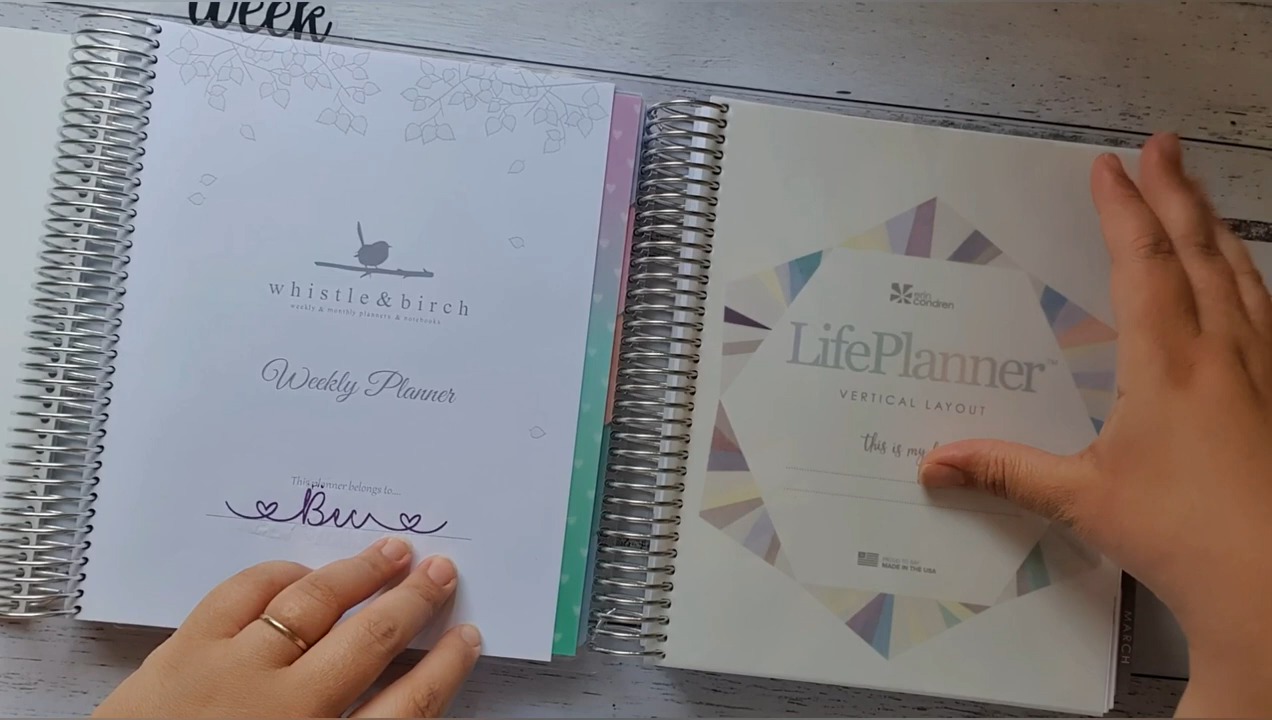 week
whistle & birch
weekly & monthly planners & notebooks
Weekly Planner
This planner belongs to...
erin
condren
LifePlanner™
VERTICAL LAYOUT
this is my
MADE IN THE USA
MARCH